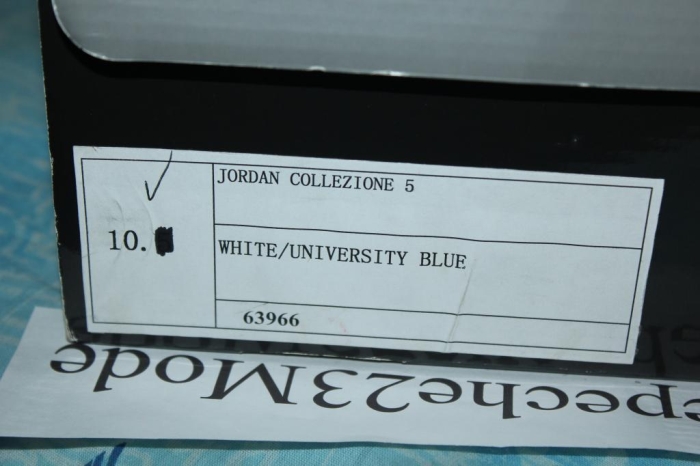 JORDAN COLLEZIONE 5
10.
WHITE/UNIVERSITY BLUE
63966
epeche23Mode